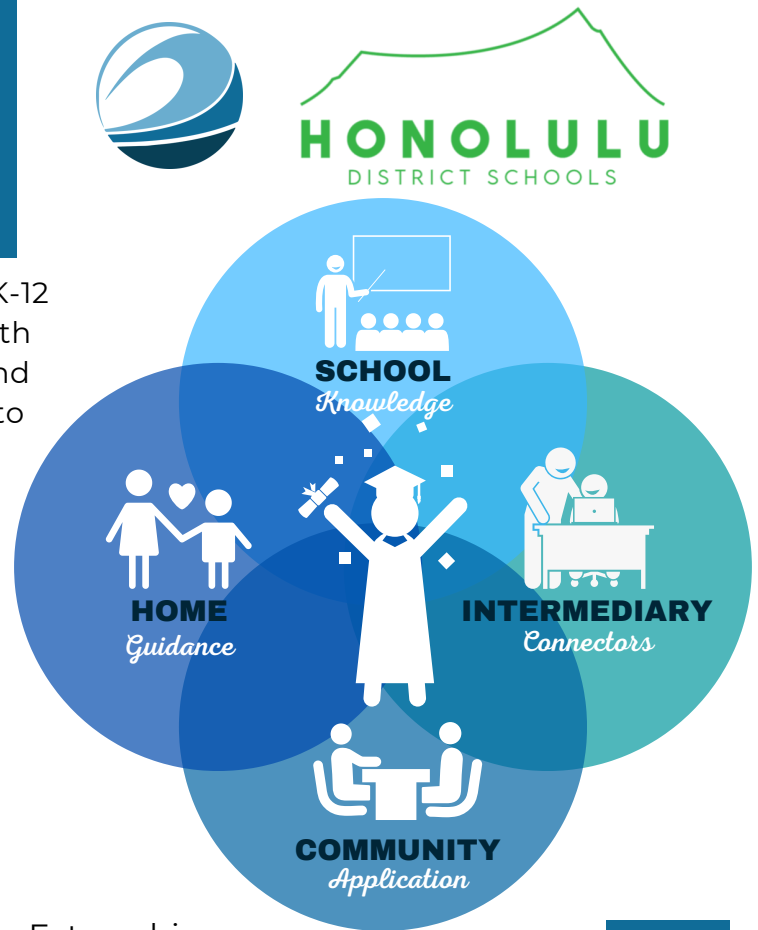 HONOLULU
DISTRICT SCHOOLS
K-12
th
nd
to
SCHOOL
Knowledge
HOME
Guidance
INTERMEDIARY
Connectors
COMMUNITY
Application